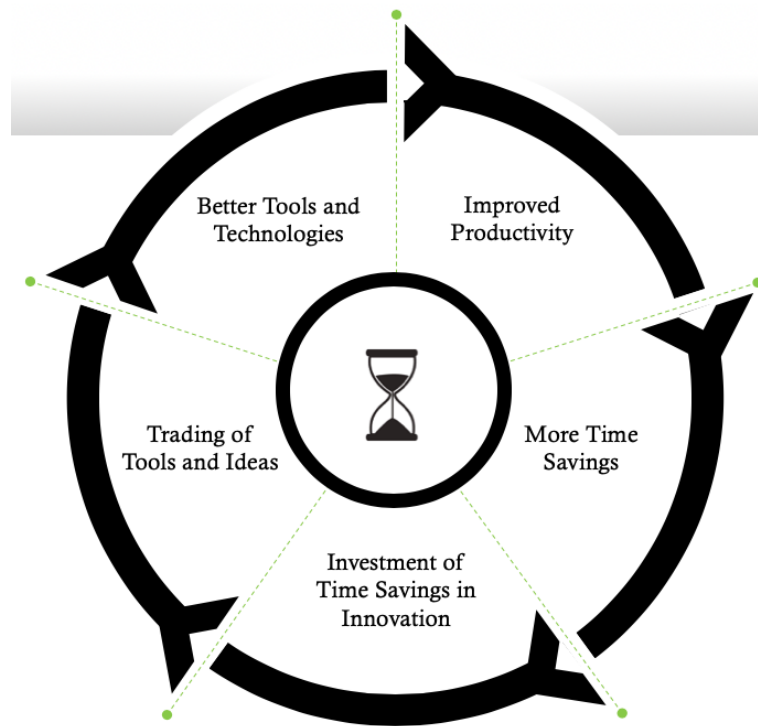 Better Tools and
Technologies
Improved
Productivity
More Time
Savings
Investment of
Time Savings in
Innovation
Trading of
Tools and Ideas